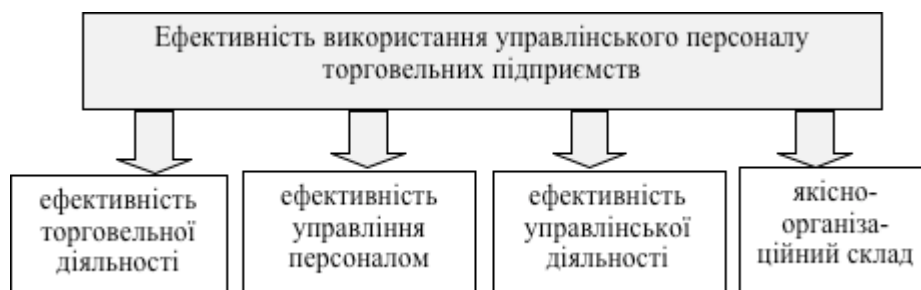 Ефективність використання управлінського персоналу
торговельних підприємств
ефективність
торговельної
діяльності
ефективність
управління
персоналом
ефективність
управлінської
діяльності
якісно-
організа-
ційний склад